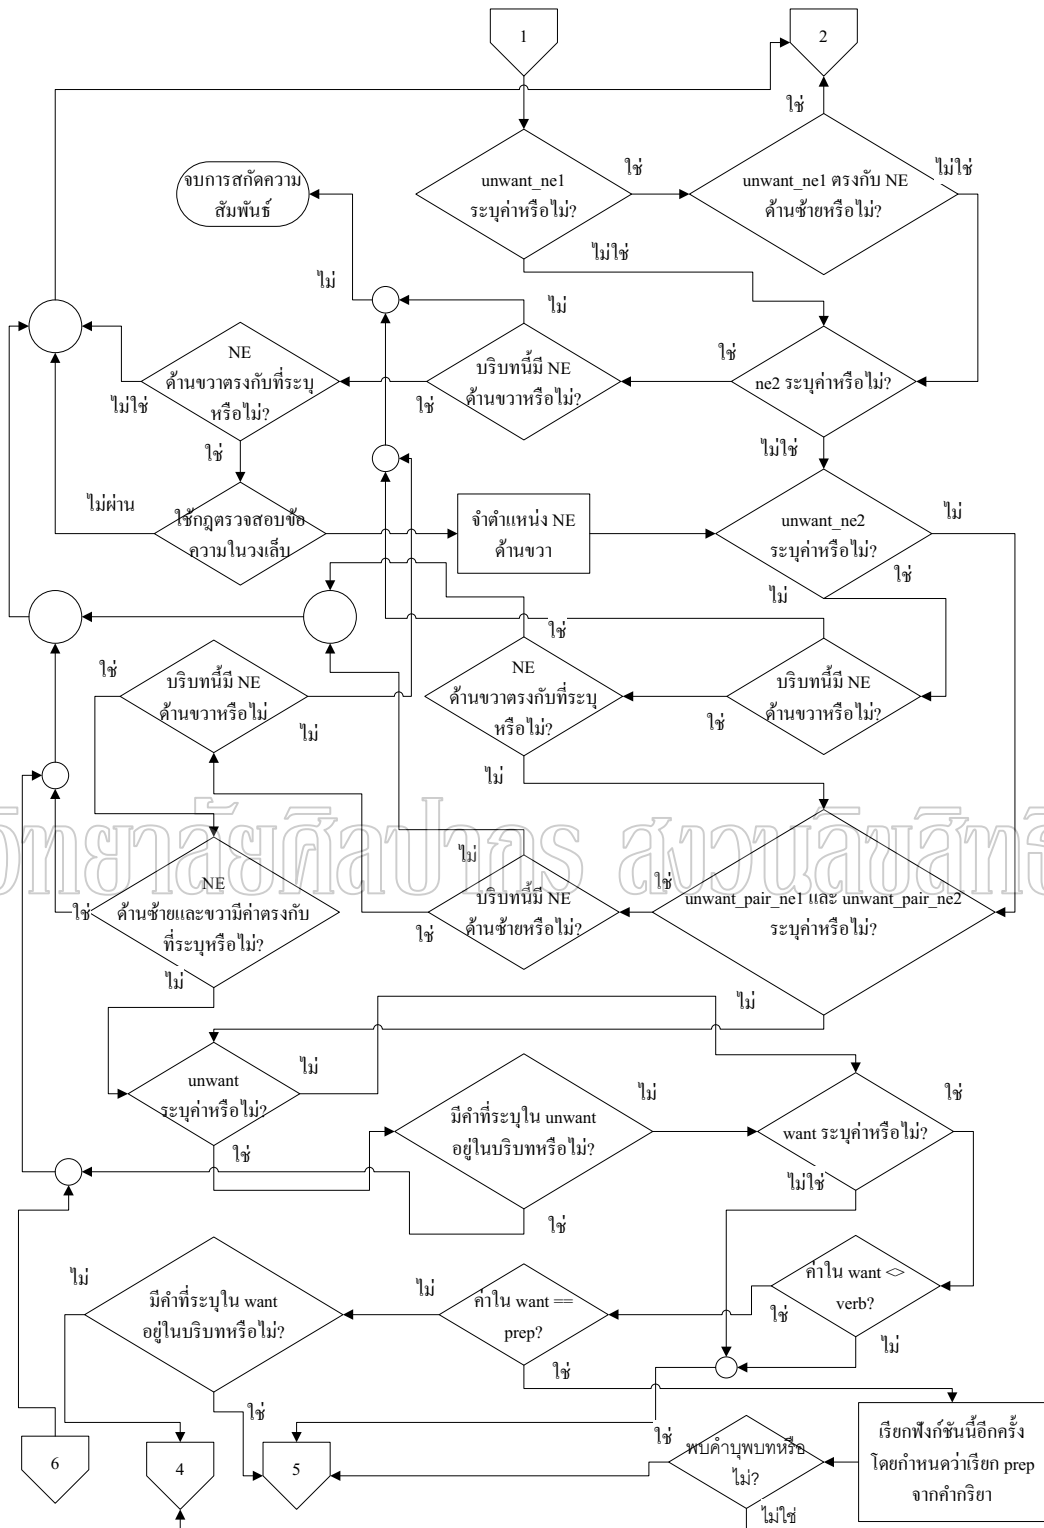 1
2
ใช่
ใช่
ไม่ใช่
จบการสกัดความ
สัมพันธ์
unwant_ne1
ระบุค่าหรือไม่?
unwant_ne1 ตรงกับ NE
ด้านซ้ายหรือไม่?
ไม่ใช่
ไม่
ไม่
NE
ด้านขวาตรงกับที่ระบุ
หรือไม่?
บริบทนี้มี NE
ด้านขวาหรือไม่?
ใช่
ne2 ระบุค่าหรือไม่?
ไม่ใช่
ใช่
ใช่
ไม่ใช่
ไม่ผ่าน
ใช้กฎตรวจสอบข้อ
ความในวงเล็บ
จำตำแหน่ง NE
ด้านขวา
unwant_ne2
ระบุค่าหรือไม่?
ไม่
ใช่
ไม่
ใช่
ใช่
บริบทนี้มี NE
ด้านขวาหรือไม่
ไม่
NE
ด้านขวาตรงกับที่ระบุ
หรือไม่?
ใช่
บริบทนี้มี NE
ด้านขวาหรือไม่?
ไม่
วิทยาลัยศิลปากร สงวนลิขสิทธิ์
NE
ด้านซ้ายและขวามีค่าตรงกับ
ที่ระบุหรือไม่?
ใช่
ไม่
ไม่
บริบทนี้มี NE
ด้านซ้ายหรือไม่?
ใช่
ใช่
unwant_pair_ne1 และ unwant_pair_ne2
ระบุค่าหรือไม่?
ไม่
unwant
ระบุค่าหรือไม่?
ไม่
ใช่
มีคำที่ระบุใน unwant
อยู่ในบริบทหรือไม่?
ไม่
ใช่
want ระบุค่าหรือไม่?
ใช่
ไม่ใช่
ไม่
มีคำที่ระบุใน want
อยู่ในบริบทหรือไม่?
ใช่
ไม่
ค่าใน want ==
prep?
ใช่
ค่าใน want <>
verb?
ใช่
ไม่
6
4
5
ใช่
พบคำบุพบทหรือ
ไม่?
ไม่ใช่
เรียกฟังก์ชันนี้อีกครั้ง
โดยกำหนดว่าเรียก prep
จากคำกริยา